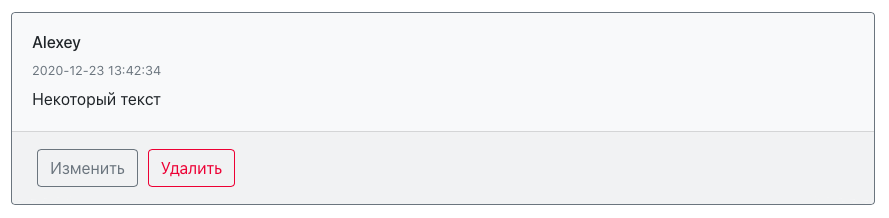 Alexey
2020-12-23 13:42:34
Некоторый текст
Изменить Удалить